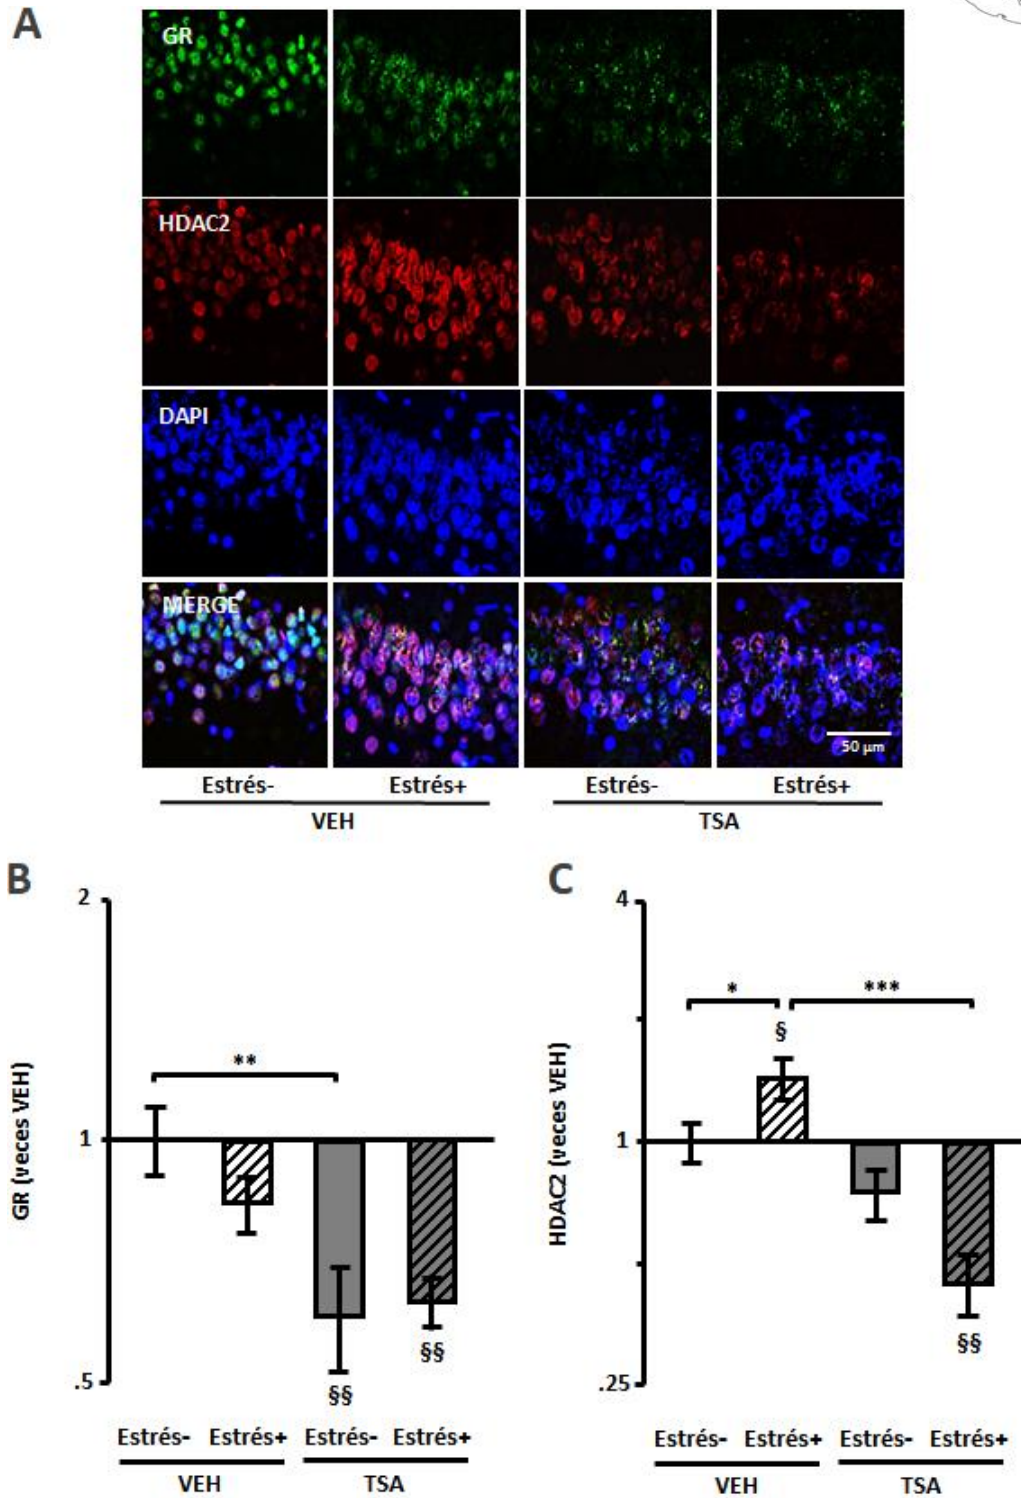 A
GR
HDAC2
DAPI
MERGE
50 µm
Estrés- Estrés+ Estrés- Estrés+
VEH TSA
B
2
**
GR (veces VEH)
1
§§
§§
.5
Estrés- Estrés+ Estrés- Estrés+
VEH TSA
C
4
* ***
§
HDAC2 (veces VEH)
1
§§
.25
Estrés- Estrés+ Estrés- Estrés+
VEH TSA